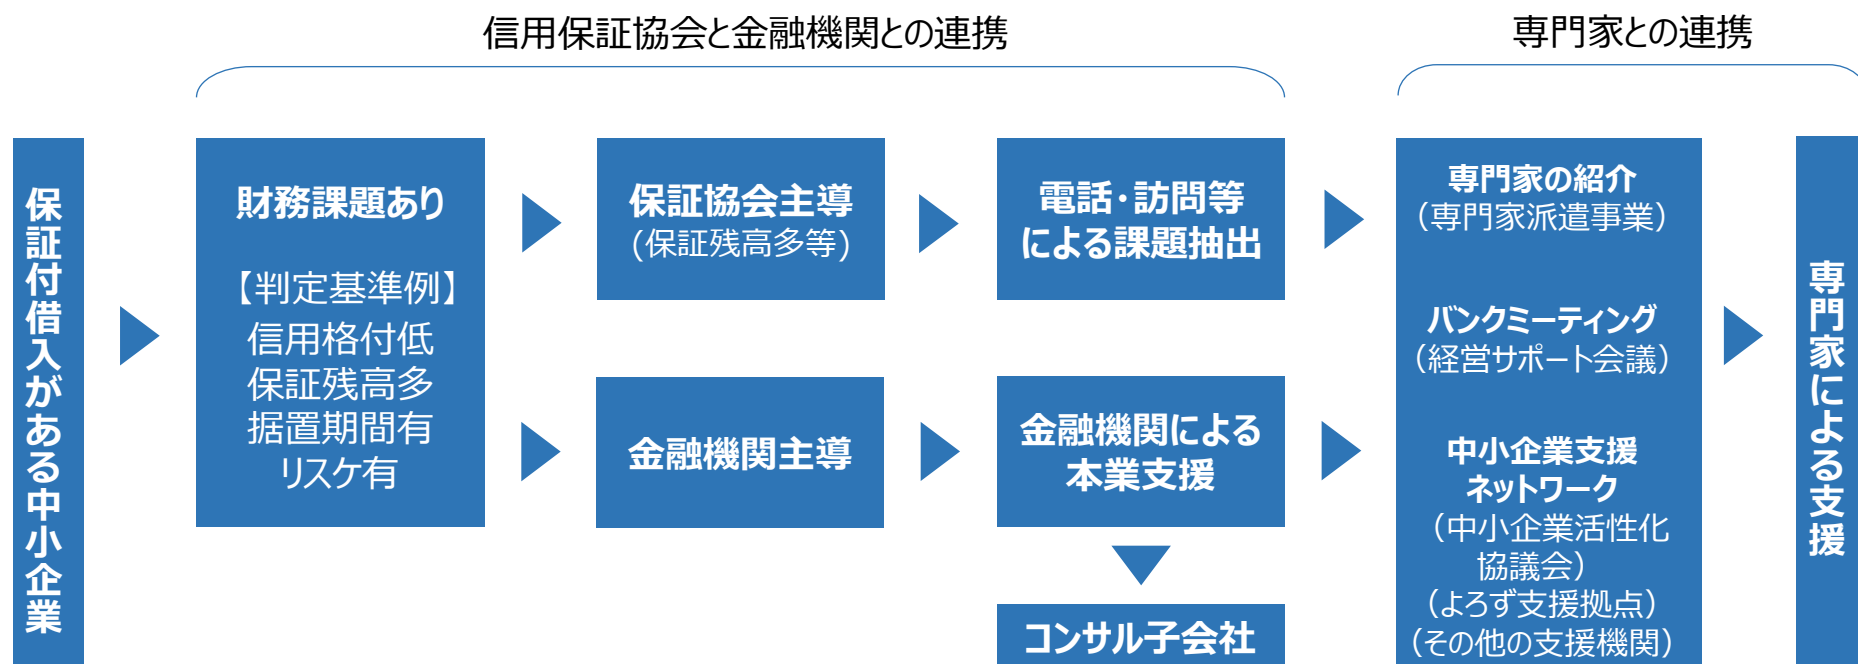 信用保証協会と金融機関との連携
専門家との連携
保証付借入がある中小企業
財務課題あり
【判定基準例】
信用格付低
保証残高多
据置期間有
リスケ有
保証協会主導
(保証残高多等)
電話・訪問等
による課題抽出
金融機関主導
金融機関による
本業支援
コンサル子会社
専門家の紹介
（専門家派遣事業）
バンクミーティング
（経営サポート会議）
中小企業支援
ネットワーク
（中小企業活性化
協議会）
（よろず支援拠点）
（その他の支援機関）
専門家による支援